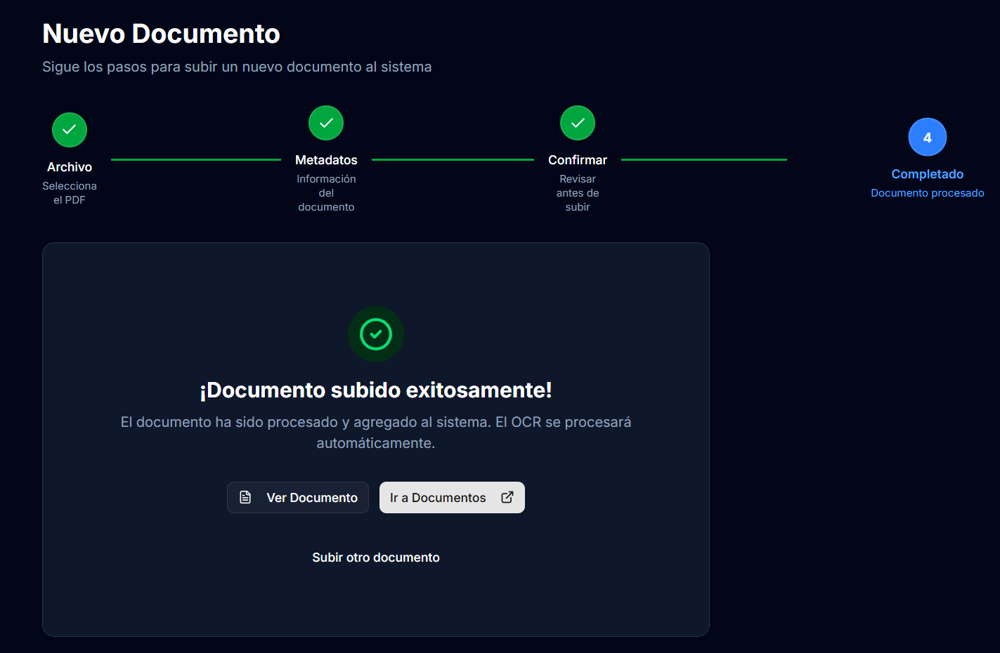 Nuevo Documento
Sigue los pasos para subir un nuevo documento al sistema
Archivo
Selecciona
el PDF
Metadatos
Información
del
documento
Confirmar
Revisar
antes de
subir
4
Completado
Documento procesado
¡Documento subido exitosamente!
El documento ha sido procesado y agregado al sistema. El OCR se procesará
automáticamente.
Ver Documento
Ir a Documentos
Subir otro documento